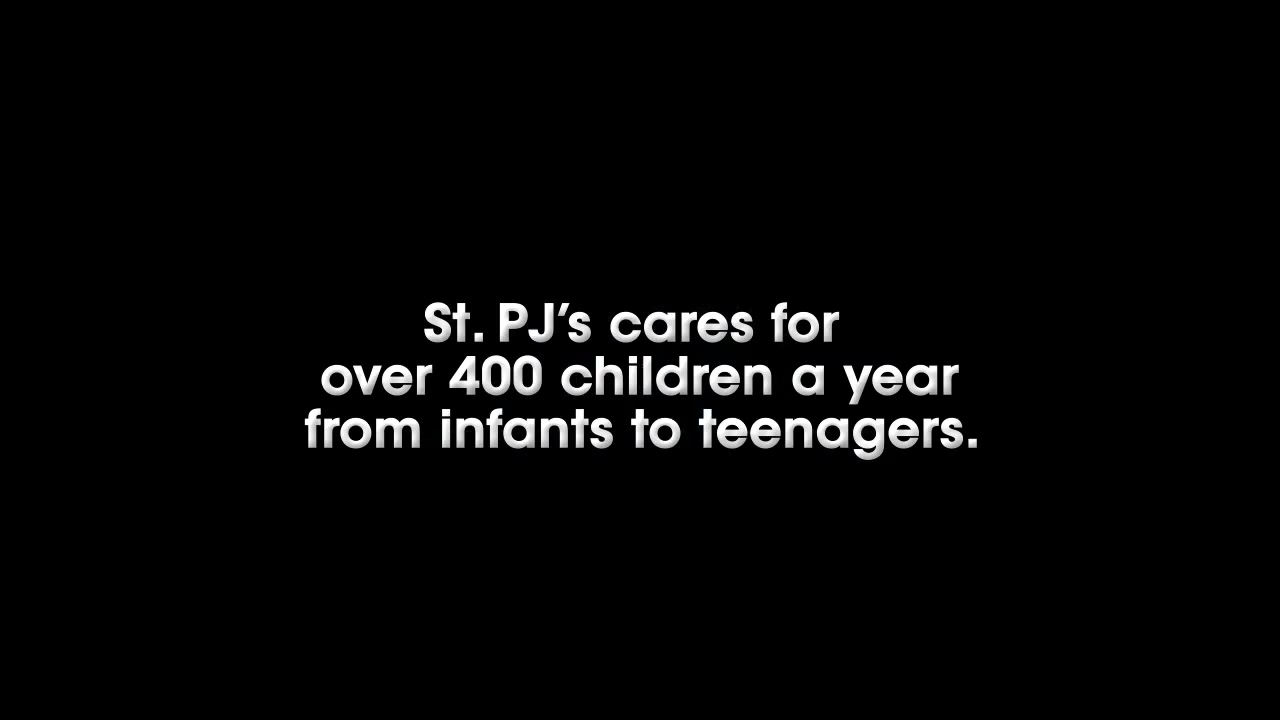 St. PJ’s cares for
over 400 children a year
from infants to teenagers.